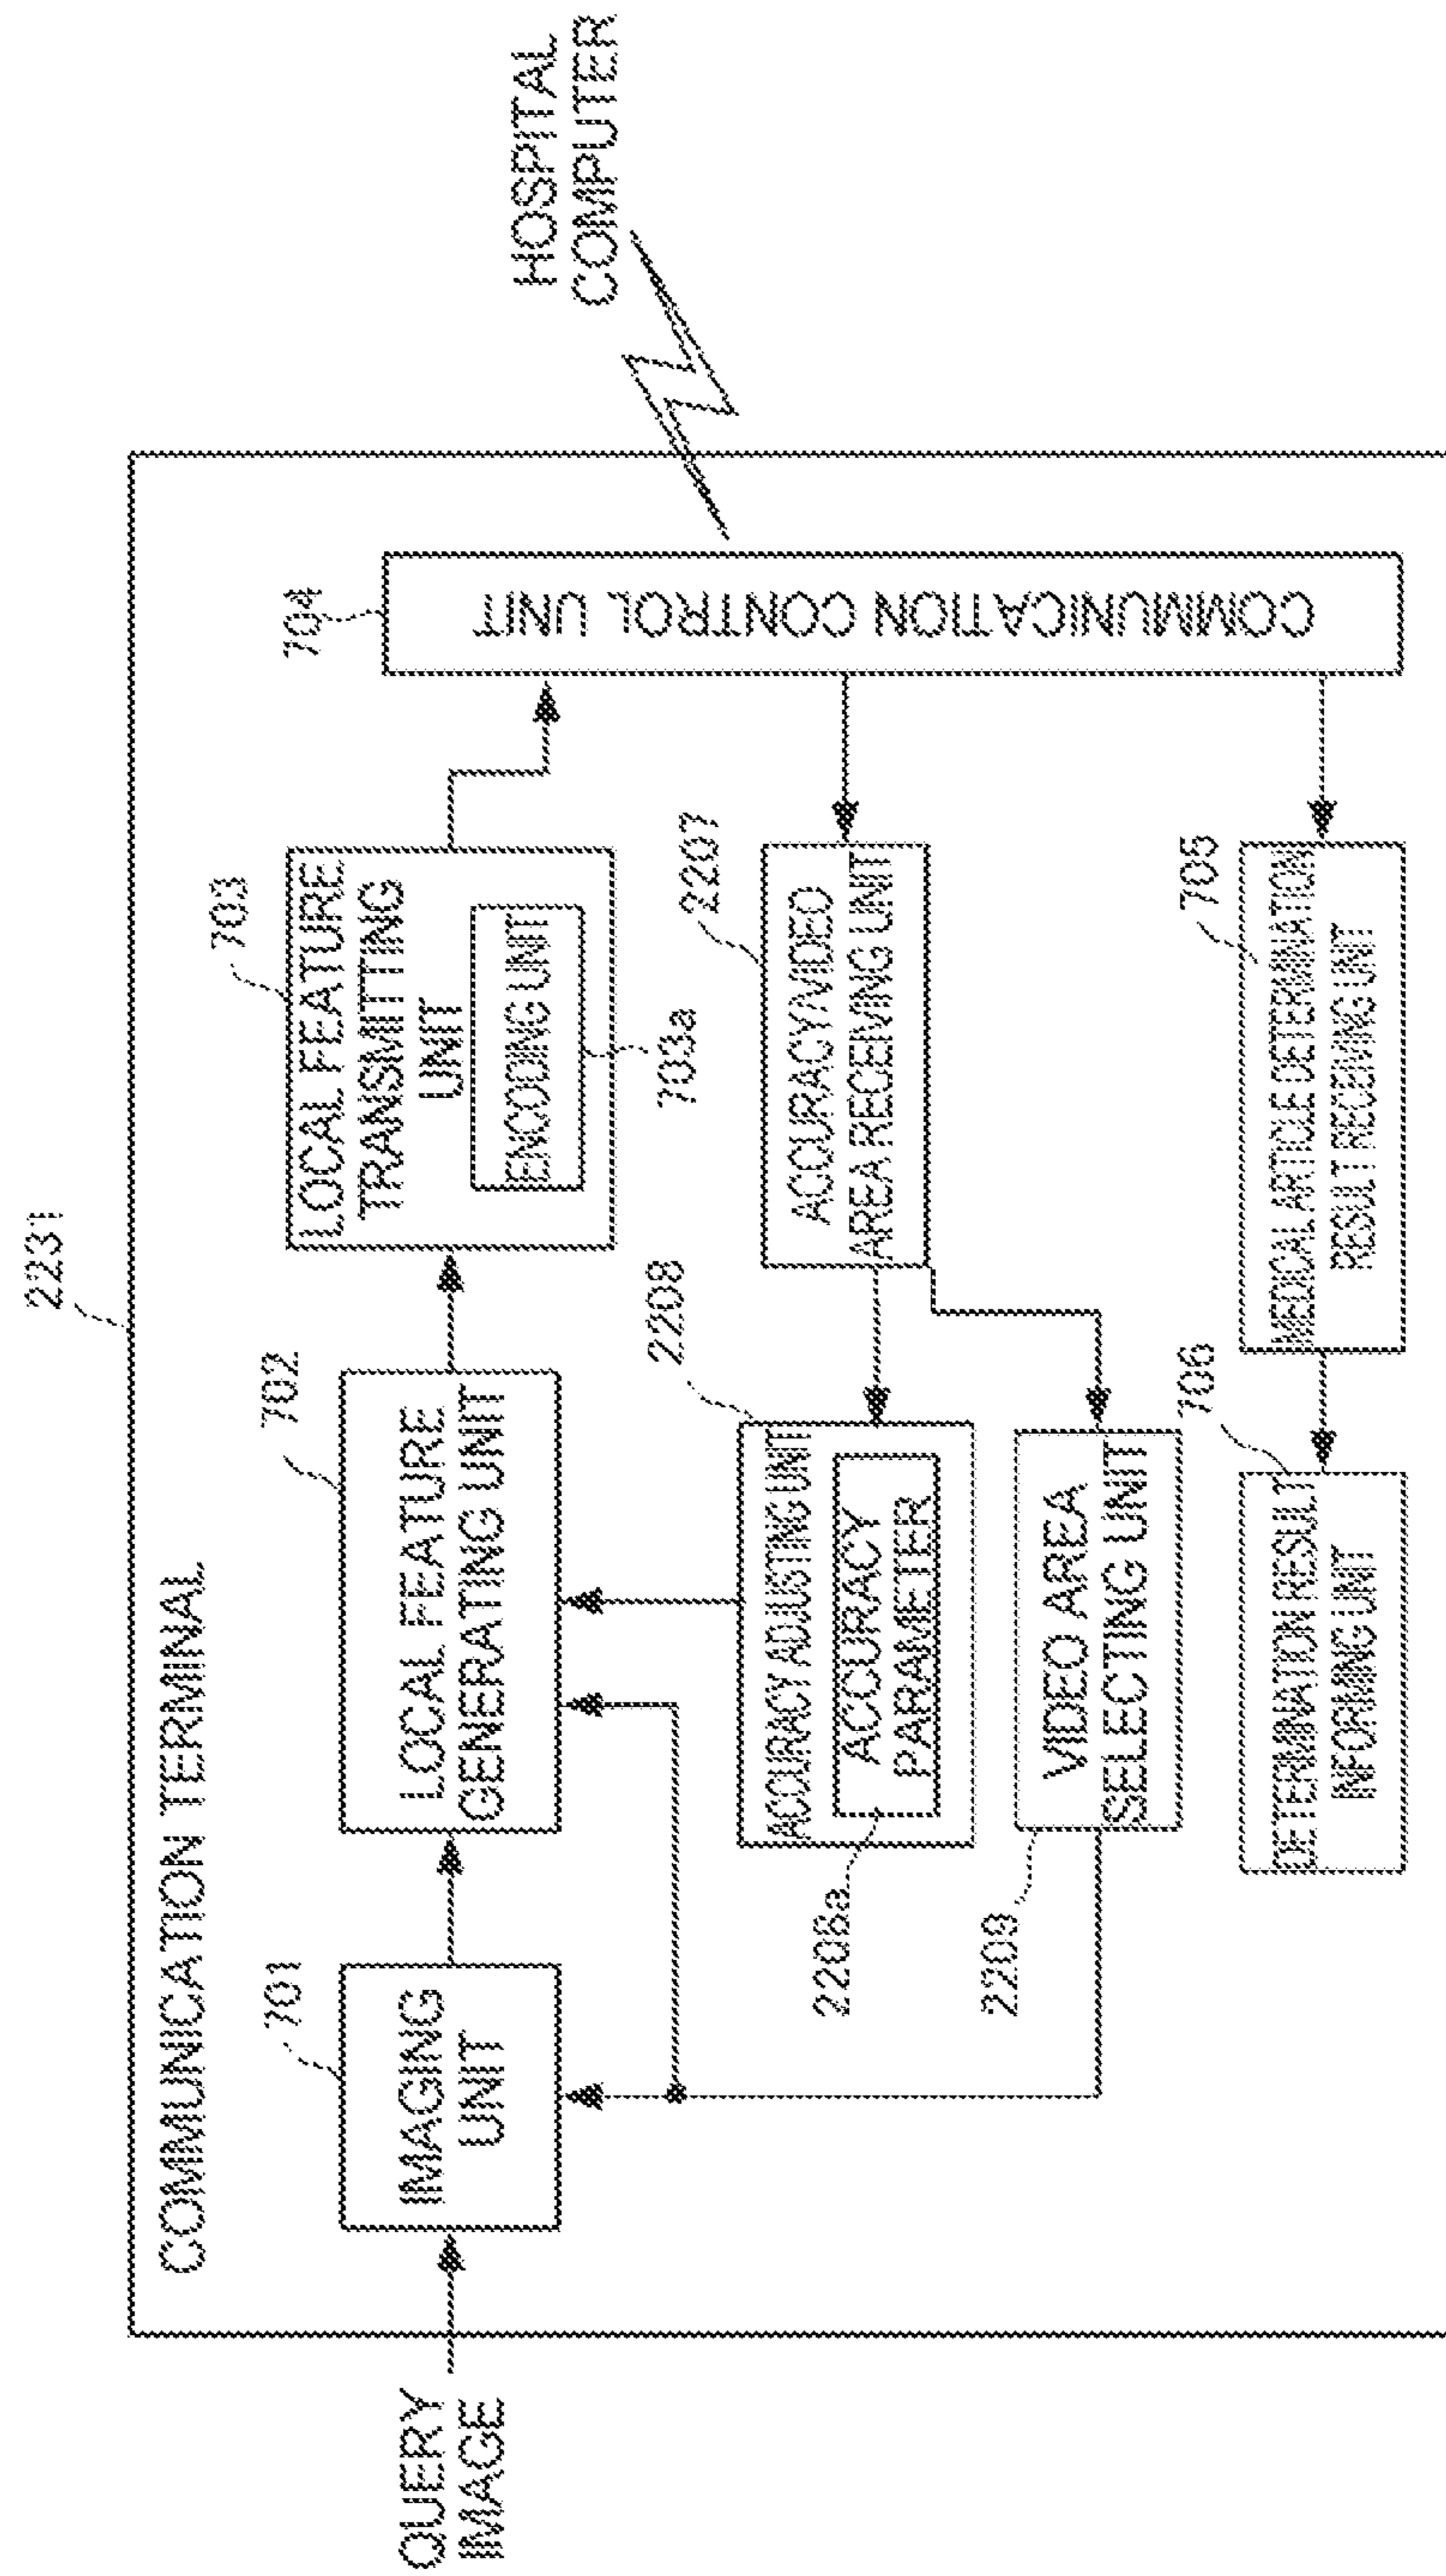 2231
COMMUNICATION TERMINAL
QUERY
IMAGE
701
IMAGING
UNIT
702
LOCAL FEATURE
GENERATING UNIT
703
LOCAL FEATURE
TRANSMITTING
UNIT
ENCODING UNIT
703a
704
COMMUNICATION CONTROL UNIT
HOSPITAL
COMPUTER
2208
ACCURACY ADJUSTING UNIT
ACCURACY
PARAMETER
2208a
2207
ACCURACY/VIDEO
AREA RECEIVING UNIT
2209
VIDEO AREA
SELECTING UNIT
706
DETERMINATION RESULT
INFORMING UNIT
705
MEDICAL ARTICLE DETERMINATION
RESULT RECEIVING UNIT